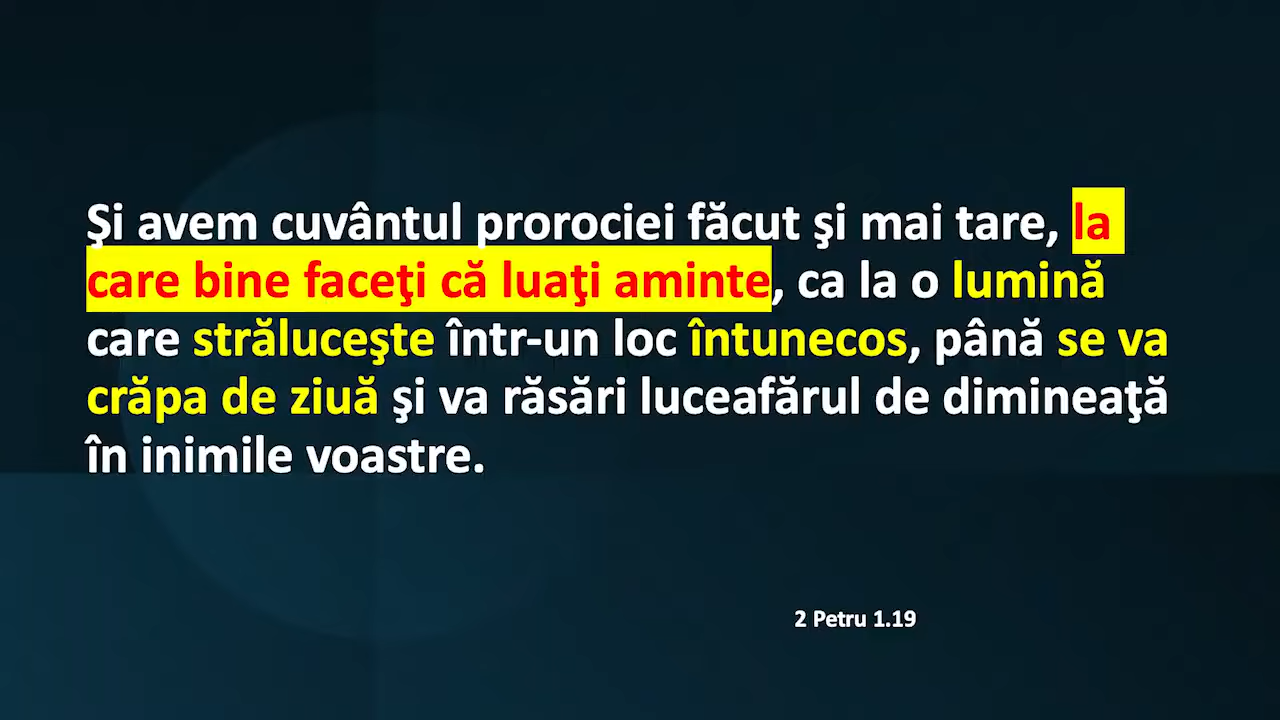 Şi avem cuvântul prorociei făcut şi mai tare, la
care bine faceţi că luaţi aminte, ca la o lumină
care străluceşte într-un loc întunecos, până se va
crăpa de ziuă şi va răsări luceafărul de dimineaţă
în inimile voastre.
2 Petru 1.19